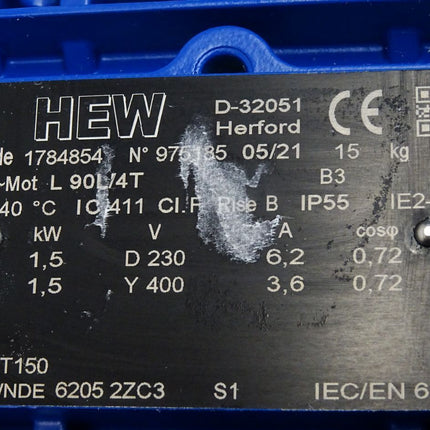 HEW D-32051 CE
Herford
de 1784854 N° 975185 05/21 15 kg
~Mot L 90L/4T B3
40 °C IC 411 Cl. F Rise B IP55 IE2-
kW V A cosφ
1,5 D 230 6,2 0,72
1,5 Y 400 3,6 0,72
T150
/NDE 6205 2ZC3 S1 IEC/EN 6